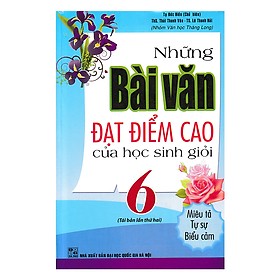 Tạ Đức Hiền (Chủ biên)
ThS. Thái Thanh Vân - TS. Lê Thanh Hải
(Nhóm Văn học Thăng Long)
Những
Bài văn
ĐẠT ĐIỂM CAO
của học sinh giỏi
6
(Tái bản lần thứ hai)
Miêu tả
Tự sự
Biểu cảm
NHÀ XUẤT BẢN ĐẠI HỌC QUỐC GIA HÀ NỘI